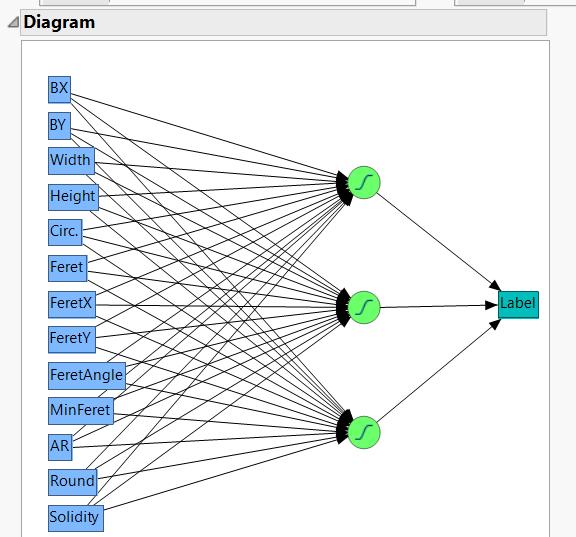 Diagram
BX
BY
Width
Height
Circ.
Feret
FeretX
FeretY
FeretAngle
MinFeret
AR
Round
Solidity
Label